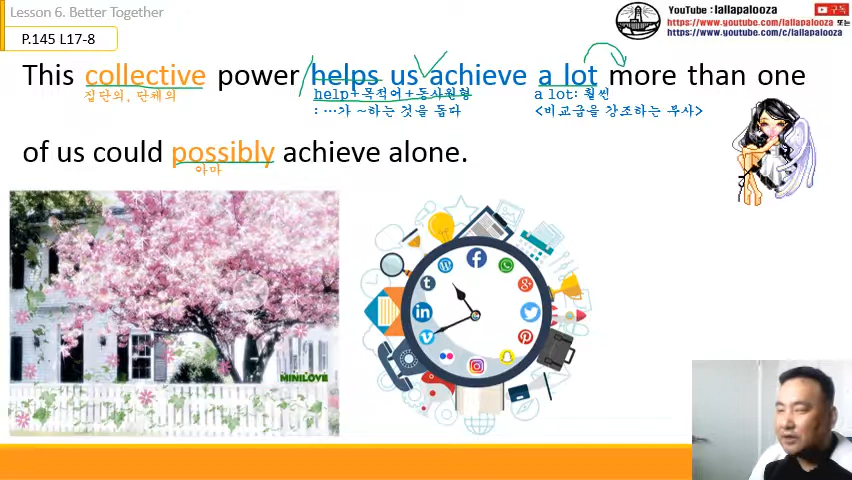 Lesson 6. Better Together
P.145 L17-8
YouTube : lallapalooza
구독
https://www.youtube.com/lallapalooza 또는
https://www.youtube.com/c/lallapalooza
This collective power helps us achieve a lot more than one
집단의, 단체의
help+목적어+동사원형
a lot: 훨씬
: …가 ~하는 것을 돕다
<비교급을 강조하는 부사>
of us could possibly achieve alone.
아마
MINILOVE